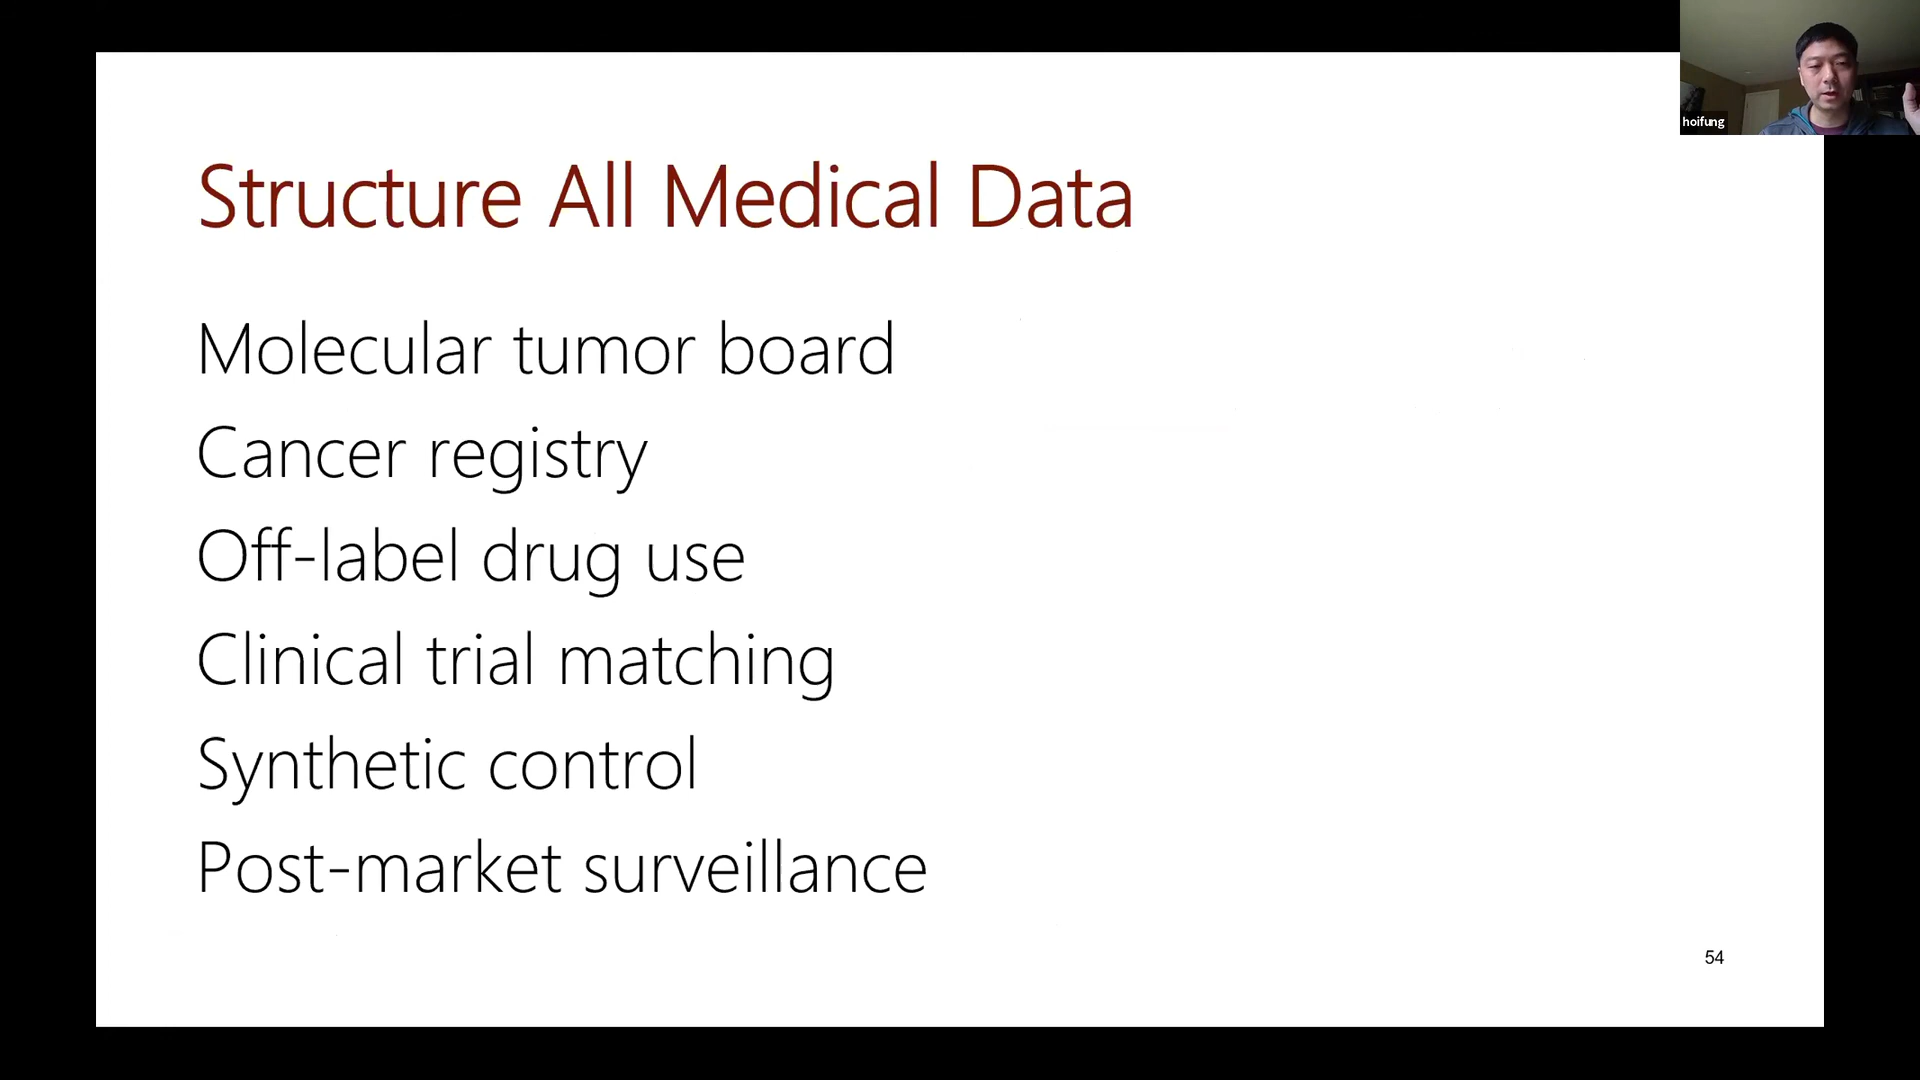 hoifung
Structure All Medical Data
Molecular tumor board
Cancer registry
Off-label drug use
Clinical trial matching
Synthetic control
Post-market surveillance
54